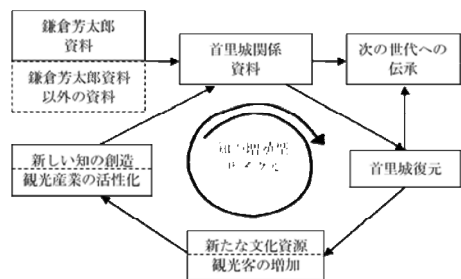 鎌倉芳太郎
資料
鎌倉芳太郎資料
以外の資料
首里城関係
資料
次の世代への
伝承
新しい知の創造
観光産業の活性化
首里城復元
新たな文化資源
観光客の増加